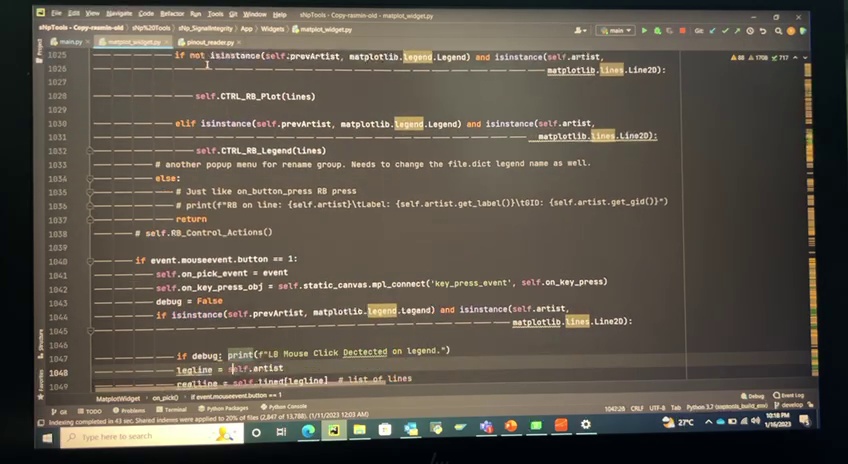 File Edit View Navigate Code Refactor Run Tools Git Window Help
sNpTools - Copy-rasmin-old - matplot_widget.py
sNpTools - Copy-rasmin-old sNp%20Tools sNp_SignalIntegrity App Widgets matplot_widget.py
main
Git:
main.py matplot_widget.py pinout_reader.py
Project
88 1708 717
1025 if not isinstance(self.prevArtist, matplotlib.legend.Legend) and isinstance(self.artist,
1026 matplotlib.lines.Line2D):
1027
1028 self.CTRL_RB_Plot(lines)
1029
1030 elif isinstance(self.prevArtist, matplotlib.legend.Legend) and isinstance(self.artist,
1031 matplotlib.lines.Line2D):
1032 self.CTRL_RB_Legend(lines)
1033 # another popup menu for rename group. Needs to change the file.dict legend name as well.
1034 else:
1035 # Just like on_button_press RB press
1036 # print(f"RB on line: {self.artist}\tLabel: {self.artist.get_label()}\tGID: {self.artist.get_gid()}")
1037 return
1038 # self.RB_Control_Actions()
1039
1040 if event.mouseevent.button == 1:
1041 self.on_pick_event = event
1042 self.on_key_press_obj = self.static_canvas.mpl_connect('key_press_event', self.on_key_press)
1043 debug = False
1044 if isinstance(self.prevArtist, matplotlib.legend.Legend) and isinstance(self.artist,
1045 matplotlib.lines.Line2D):
1046
1047 if debug: print(f"LB Mouse Click Dectected on legend.")
1048 legline = self.artist
1049 realline = self.lined[legline] # list of lines
Structure
Favorites
MatplotWidget on_pick() if event.mouseevent.button == 1
Git TODO Problems Terminal Python Packages Python Console
Debug Event Log
Indexing completed in 43 sec. Shared indexes were applied to 20% of files (2,847 of 13,788). (1/11/2023 12:03 AM)
1047:26 CRLF UTF-8 Tab Python 3.7 develop
Type here to search
27°C
10:18 PM
1/16/2023